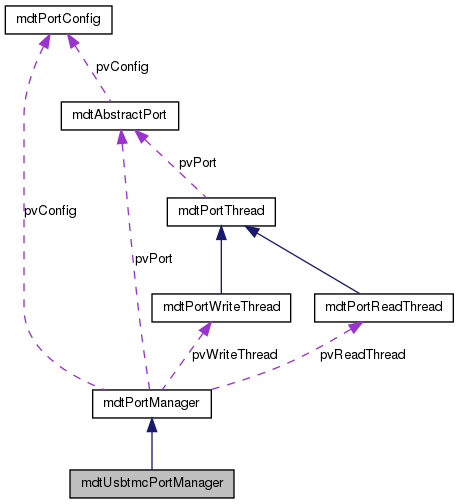 mdtPortConfig
pvConfig
mdtAbstractPort
pvPort
pvConfig
mdtPortThread
pvPort
mdtPortWriteThread
mdtPortReadThread
pvWriteThread
pvReadThread
mdtPortManager
mdtUsbtmcPortManager